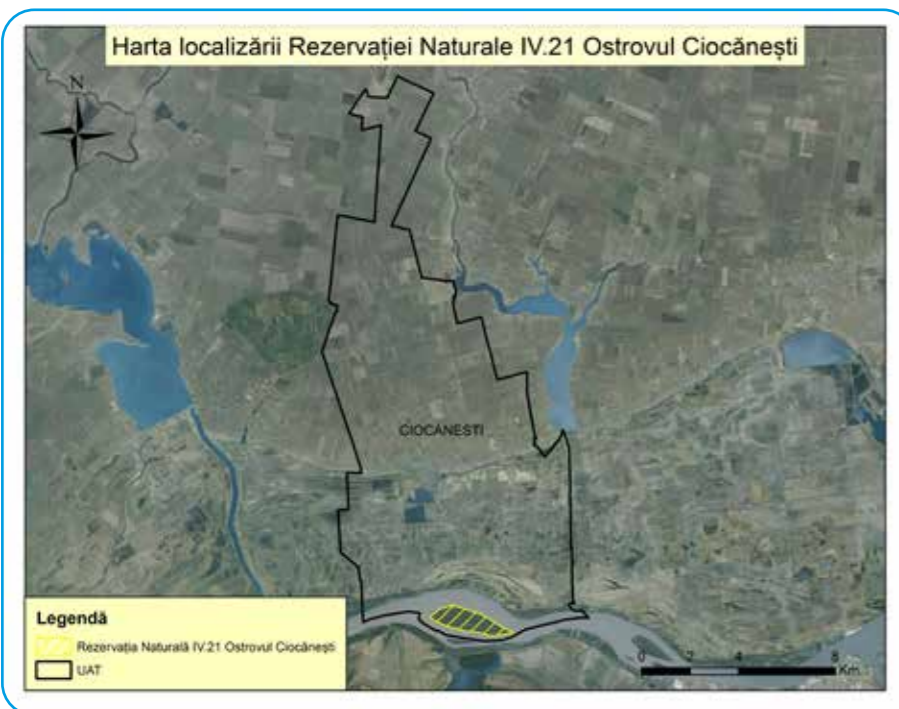 Harta localizării Rezervației Naturale IV.21 Ostrovul Ciocănești
N
CIOCĂNEȘTI
Legendă
Rezervația Naturală IV.21 Ostrovul Ciocănești
UAT
0 2 4 8
Km